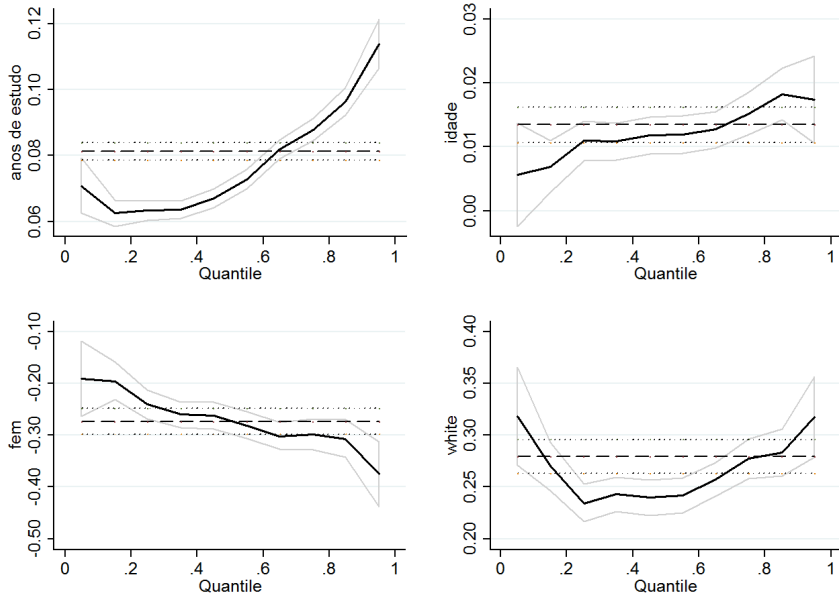 anos de estudo
0.12
0.10
0.08
0.06
0 .2 .4 .6 .8 1
Quantile
idade
0.03
0.02
0.01
0.00
0 .2 .4 .6 .8 1
Quantile
fem
-0.10
-0.20
-0.30
-0.40
-0.50
0 .2 .4 .6 .8 1
Quantile
white
0.40
0.35
0.30
0.25
0.20
0 .2 .4 .6 .8 1
Quantile